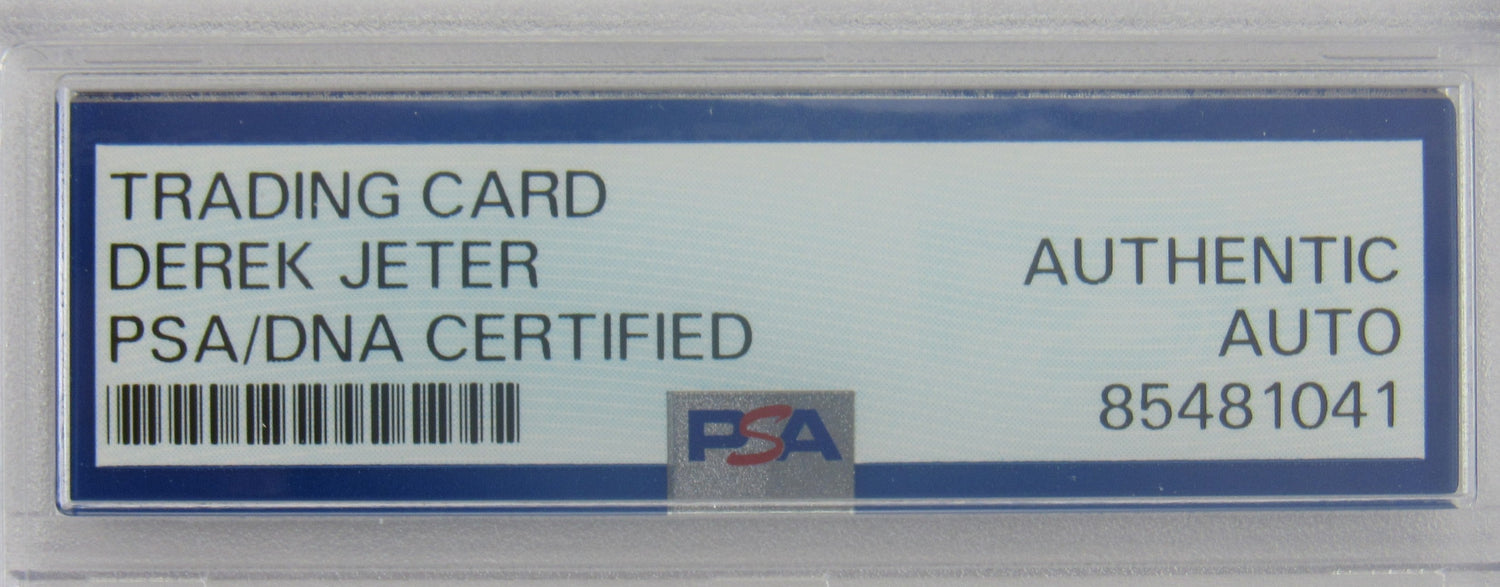 TRADING CARD
DEREK JETER
PSA/DNA CERTIFIED
AUTHENTIC
AUTO
85481041
PSA